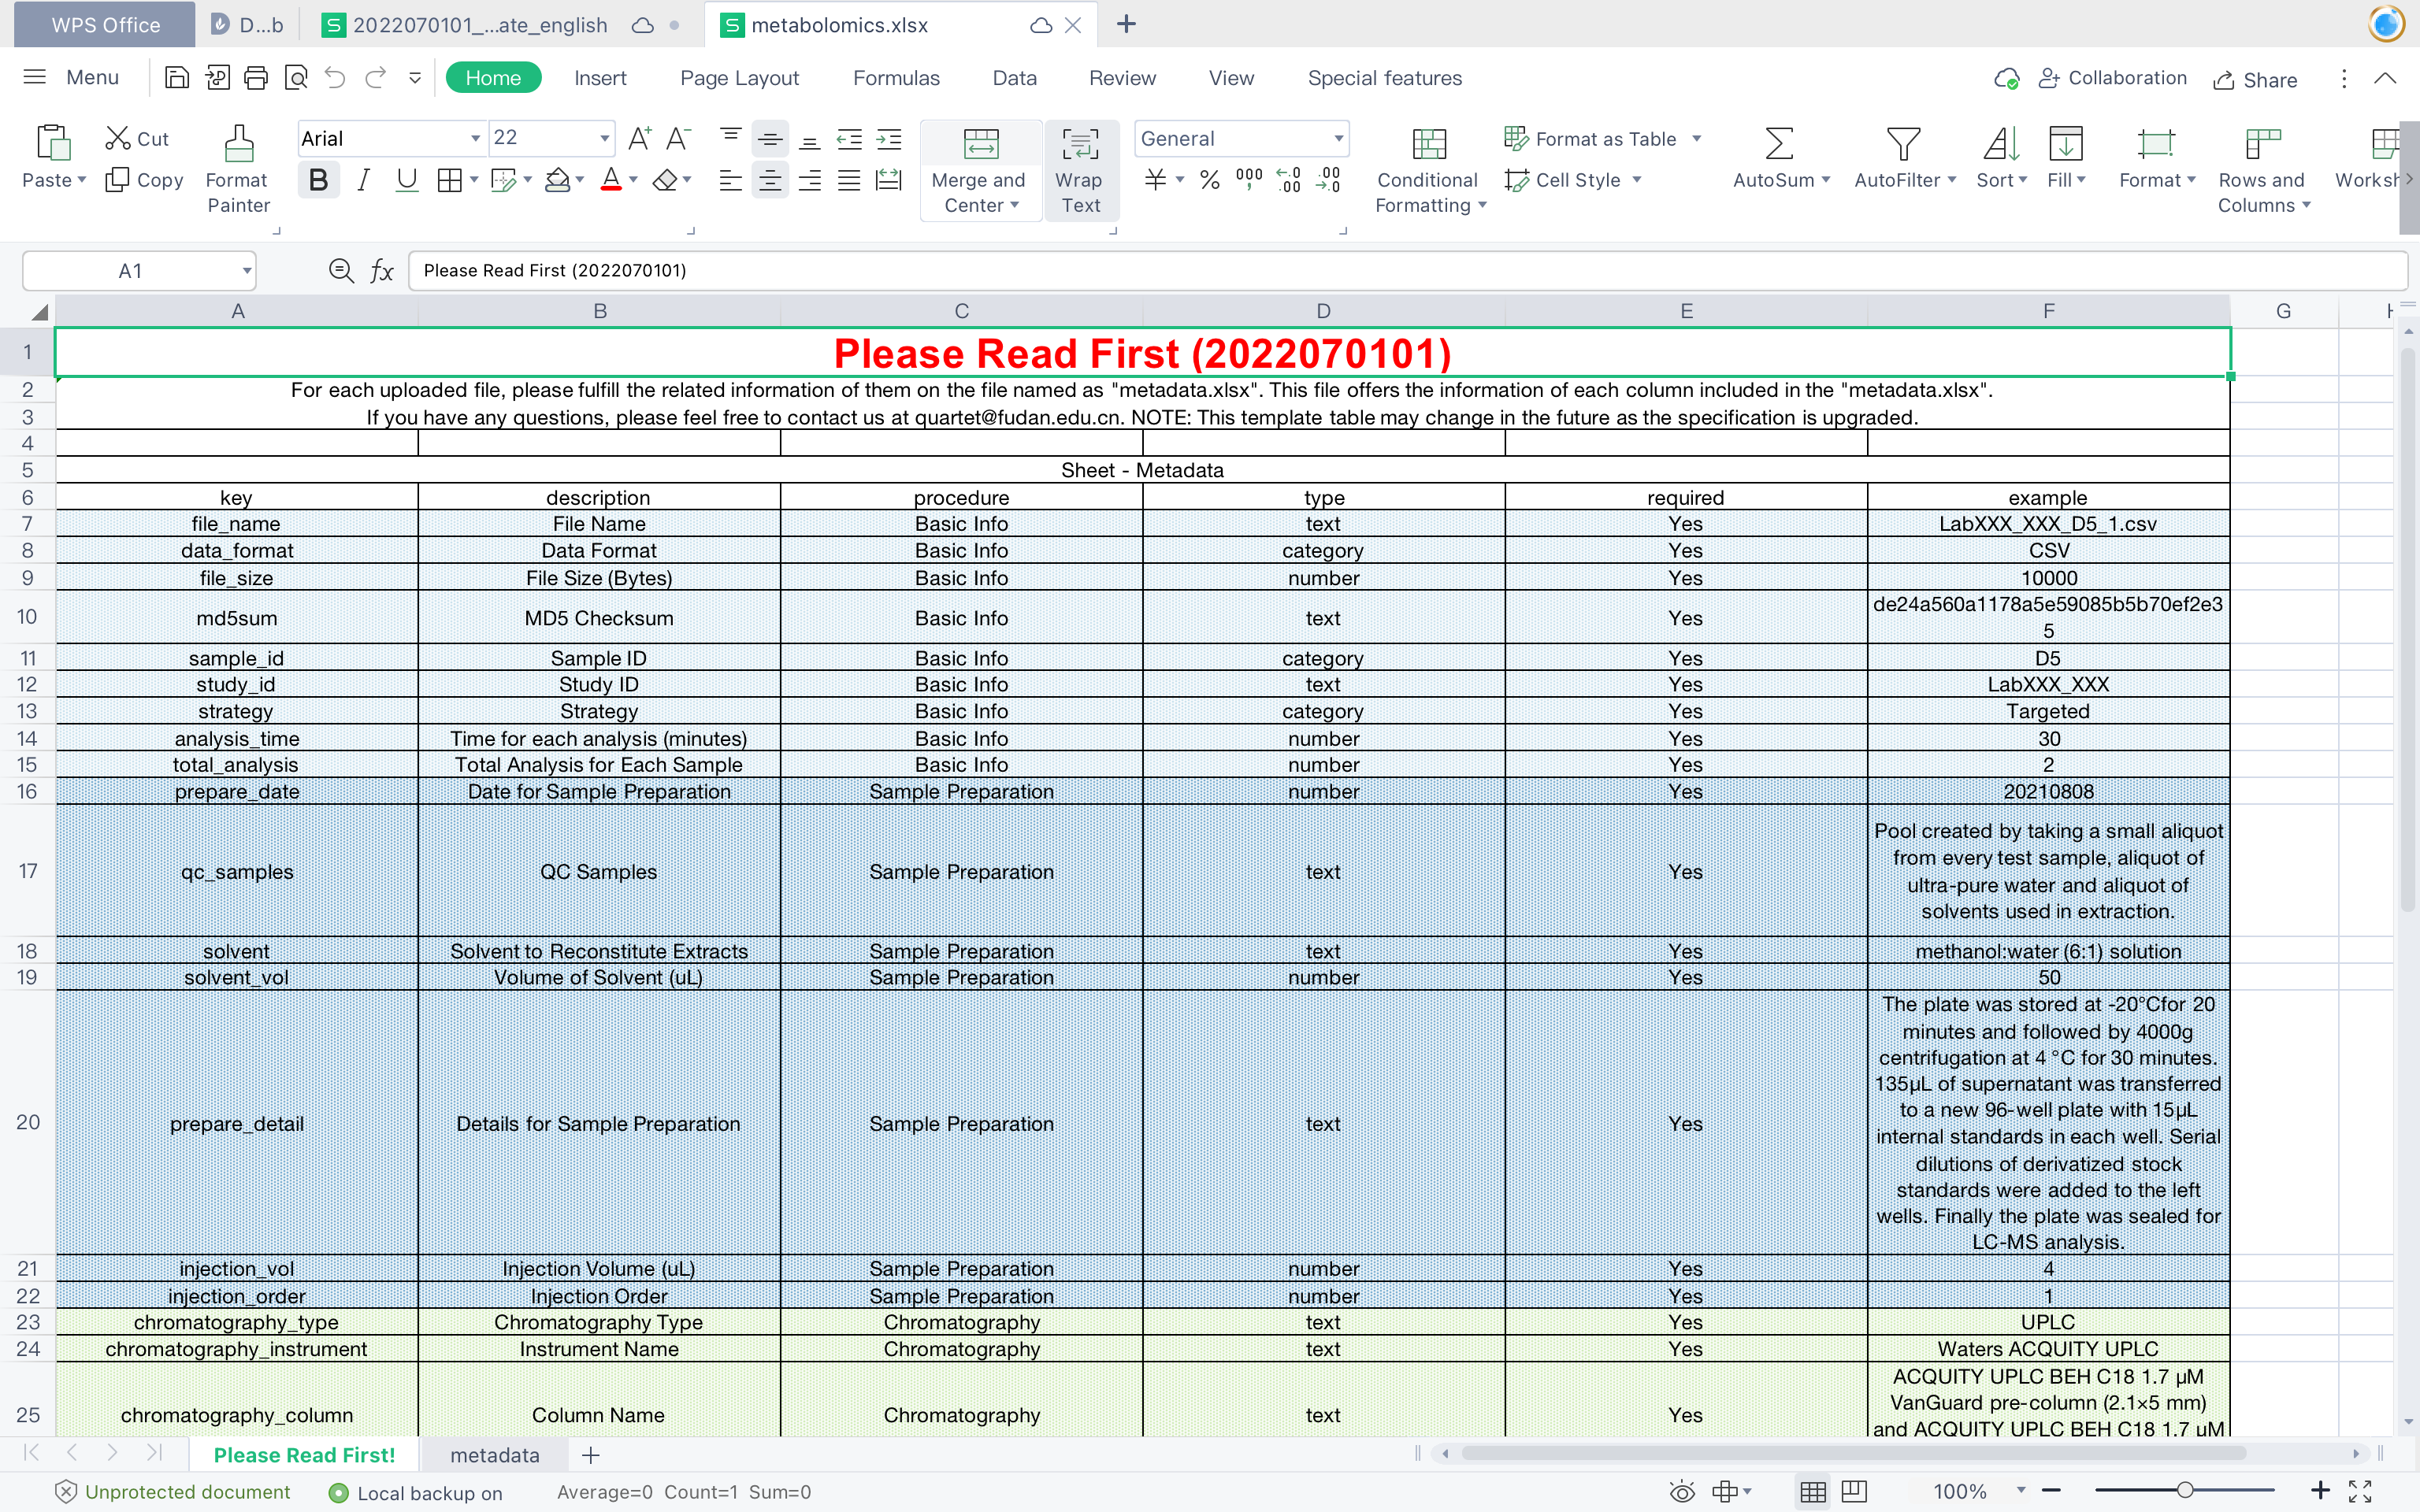 WPS Office D...b 2022070101_...ate_english metabolomics.xlsx
Menu Home Insert Page Layout Formulas Data Review View Special features Collaboration Share
Paste Cut Copy Format Painter
Arial 22
B I U A
Merge and Center Wrap Text
General
¥ % 000 .00 .00
Conditional Formatting Format as Table Cell Style
AutoSum AutoFilter Sort Fill Format Rows and Columns Worksh
A1 fx Please Read First (2022070101)
A B C D E F G
1 Please Read First (2022070101)
2 For each uploaded file, please fulfill the related information of them on the file named as "metadata.xlsx". This file offers the information of each column included in the "metadata.xlsx".
3 If you have any questions, please feel free to contact us at quartet@fudan.edu.cn. NOTE: This template table may change in the future as the specification is upgraded.
4
5 Sheet - Metadata
6 key description procedure type required example
7 file_name File Name Basic Info text Yes LabXXX_XXX_D5_1.csv
8 data_format Data Format Basic Info category Yes CSV
9 file_size File Size (Bytes) Basic Info number Yes 10000
10 md5sum MD5 Checksum Basic Info text Yes de24a560a1178a5e59085b5b70ef2e3
5
11 sample_id Sample ID Basic Info category Yes D5
12 study_id Study ID Basic Info text Yes LabXXX_XXX
13 strategy Strategy Basic Info category Yes Targeted
14 analysis_time Time for each analysis (minutes) Basic Info number Yes 30
15 total_analysis Total Analysis for Each Sample Basic Info number Yes 2
16 prepare_date Date for Sample Preparation Sample Preparation number Yes 20210808
17 qc_samples QC Samples Sample Preparation text Yes Pool created by taking a small aliquot
from every test sample, aliquot of
ultra-pure water and aliquot of
solvents used in extraction.
18 solvent Solvent to Reconstitute Extracts Sample Preparation text Yes methanol:water (6:1) solution
19 solvent_vol Volume of Solvent (uL) Sample Preparation number Yes 50
20 prepare_detail Details for Sample Preparation Sample Preparation text Yes The plate was stored at -20°Cfor 20
minutes and followed by 4000g
centrifugation at 4 °C for 30 minutes.
135µL of supernatant was transferred
to a new 96-well plate with 15µL
internal standards in each well. Serial
dilutions of derivatized stock
standards were added to the left
wells. Finally the plate was sealed for
LC-MS analysis.
21 injection_vol Injection Volume (uL) Sample Preparation number Yes 4
22 injection_order Injection Order Sample Preparation number Yes 1
23 chromatography_type Chromatography Type Chromatography text Yes UPLC
24 chromatography_instrument Instrument Name Chromatography text Yes Waters ACQUITY UPLC
25 chromatography_column Column Name Chromatography text Yes ACQUITY UPLC BEH C18 1.7 µM
VanGuard pre-column (2.1×5 mm)
and ACQUITY UPLC BEH C18 1.7 µM
Please Read First! metadata
Unprotected document Local backup on Average=0 Count=1 Sum=0 100%